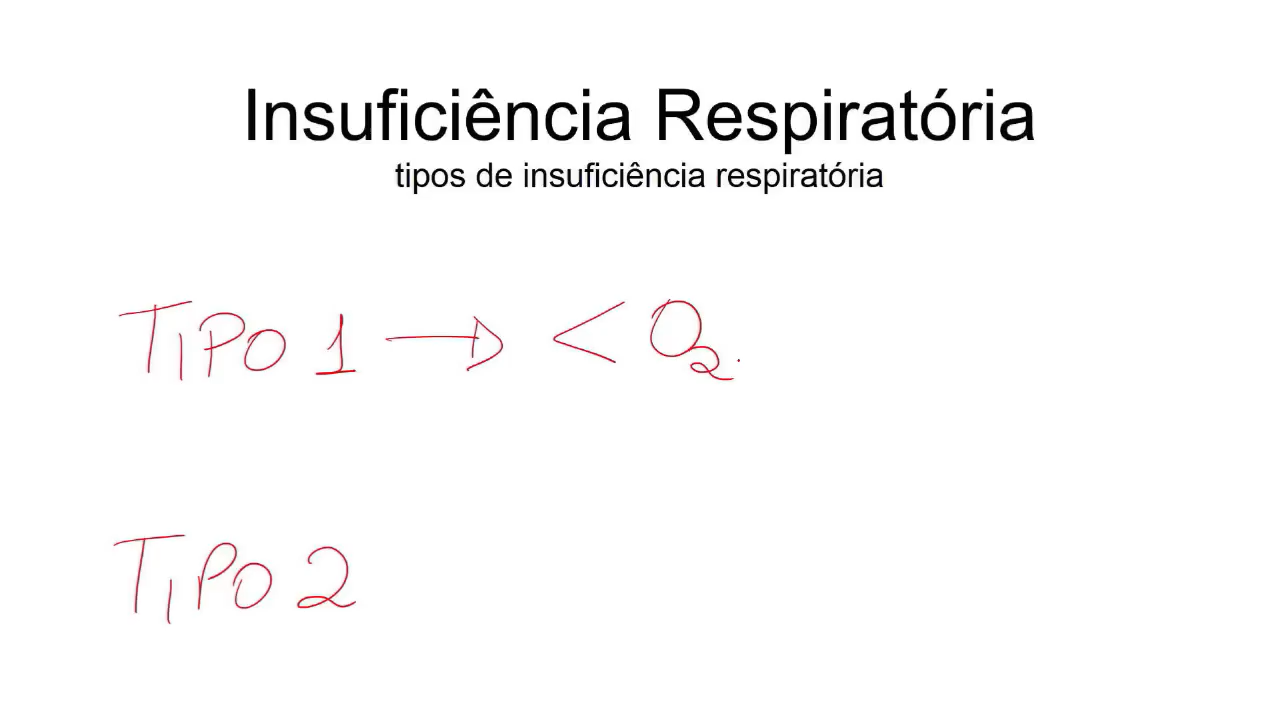 Insuficiência Respiratória
tipos de insuficiência respiratória
TIPO 1 → < O₂.
TIPO 2